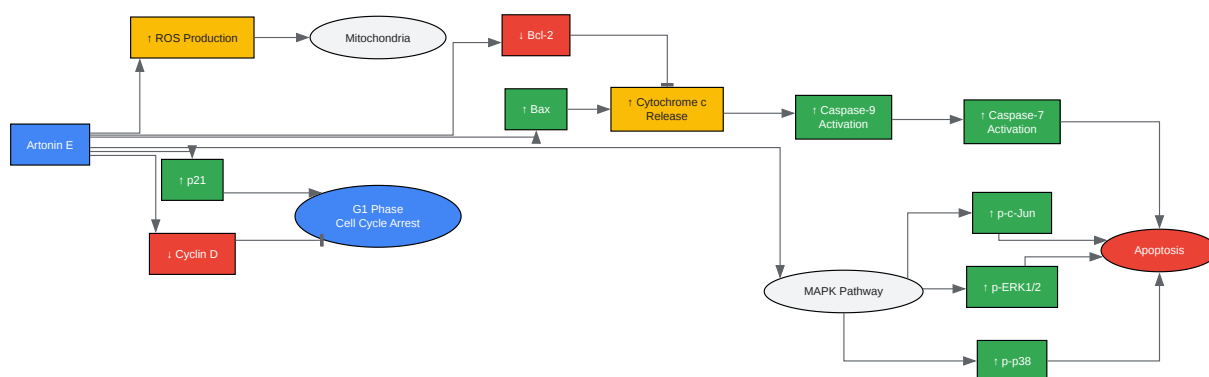 ↑ ROS Production
Mitochondria
↓ Bcl-2
↑ Bax
↑ Cytochrome c
Release
↑ Caspase-9
Activation
↑ Caspase-7
Activation
Artonin E
↑ p21
G1 Phase
Cell Cycle Arrest
↓ Cyclin D
↑ p-c-Jun
Apoptosis
MAPK Pathway
↑ p-ERK1/2
↑ p-p38